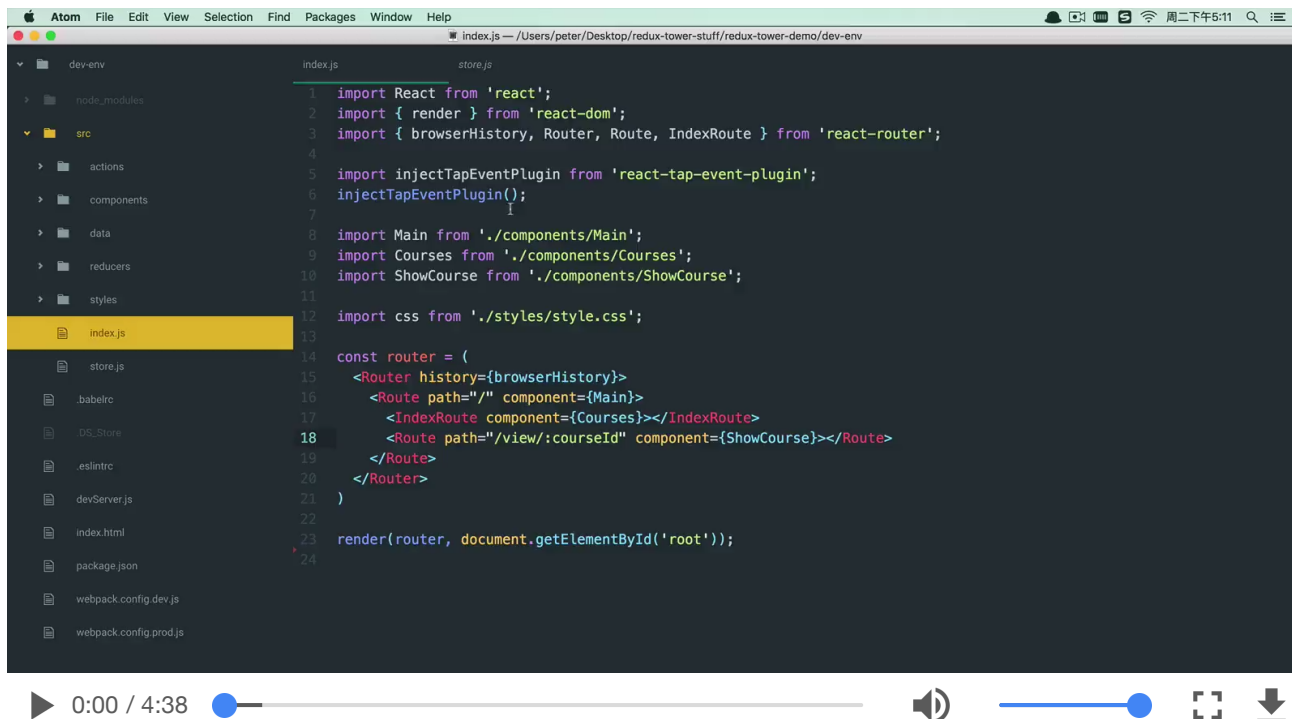 Atom File Edit View Selection Find Packages Window Help 周二下午5:11
index.js — /Users/peter/Desktop/redux-tower-stuff/redux-tower-demo/dev-env
dev-env
node_modules
src
actions
components
data
reducers
styles
index.js
store.js
.babelrc
.DS_Store
.eslintrc
devServer.js
index.html
package.json
webpack.config.dev.js
webpack.config.prod.js
index.js store.js
1 import React from 'react';
2 import { render } from 'react-dom';
3 import { browserHistory, Router, Route, IndexRoute } from 'react-router';
4
5 import injectTapEventPlugin from 'react-tap-event-plugin';
6 injectTapEventPlugin();
7
8 import Main from './components/Main';
9 import Courses from './components/Courses';
10 import ShowCourse from './components/ShowCourse';
11
12 import css from './styles/style.css';
13
14 const router = (
15 <Router history={browserHistory}>
16 <Route path="/" component={Main}>
17 <IndexRoute component={Courses}></IndexRoute>
18 <Route path="/view/:courseId" component={ShowCourse}></Route>
19 </Route>
20 </Router>
21 )
22
23 render(router, document.getElementById('root'));
24
0:00 / 4:38